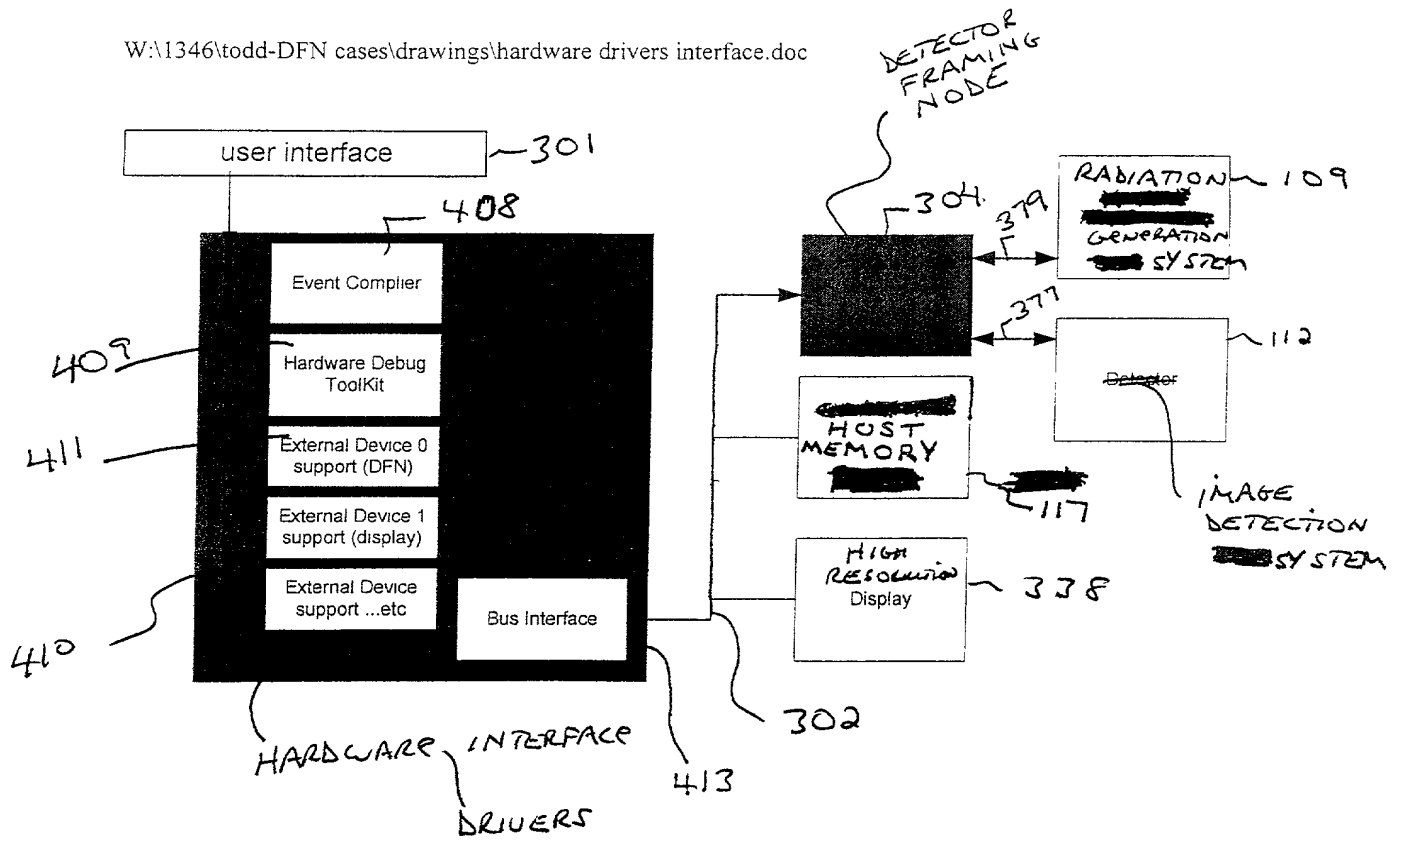 W:\1346\todd-DFN cases\drawings\hardware drivers interface.doc
DETECTOR
FRAMING
NODE
user interface
301
408
304
379
RADIATION
GENERATION
SYSTEM
109
Event Complier
409
Hardware Debug
ToolKit
377
Detector
112
411
External Device 0
support (DFN)
HOST
MEMORY
117
IMAGE
DETECTION
SYSTEM
External Device 1
support (display)
HIGH
RESOLUTION
Display
338
External Device
support ...etc
Bus Interface
410
302
413
HARDWARE INTERFACE
DRIVERS